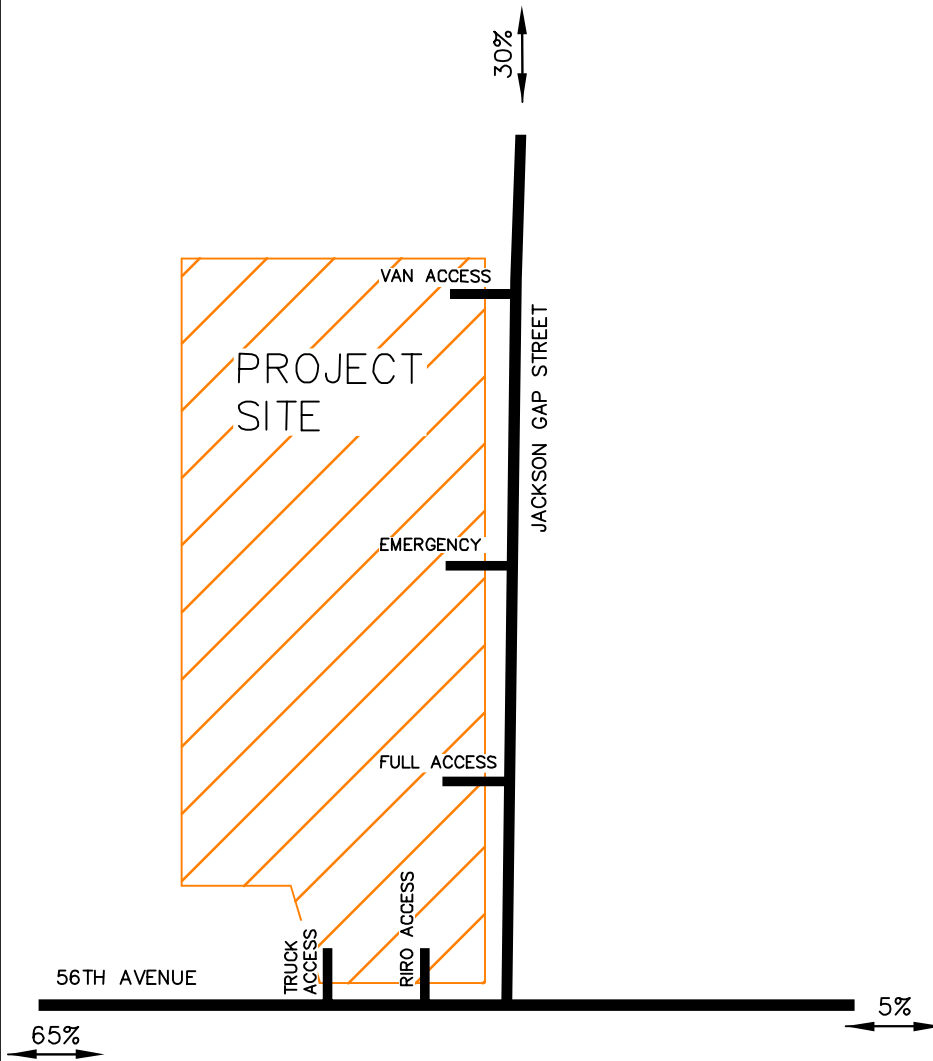 30%
VAN ACCESS
PROJECT
SITE
JACKSON GAP STREET
EMERGENCY
FULL ACCESS
TRUCK
ACCESS
RIRO ACCESS
56TH AVENUE
65%
5%